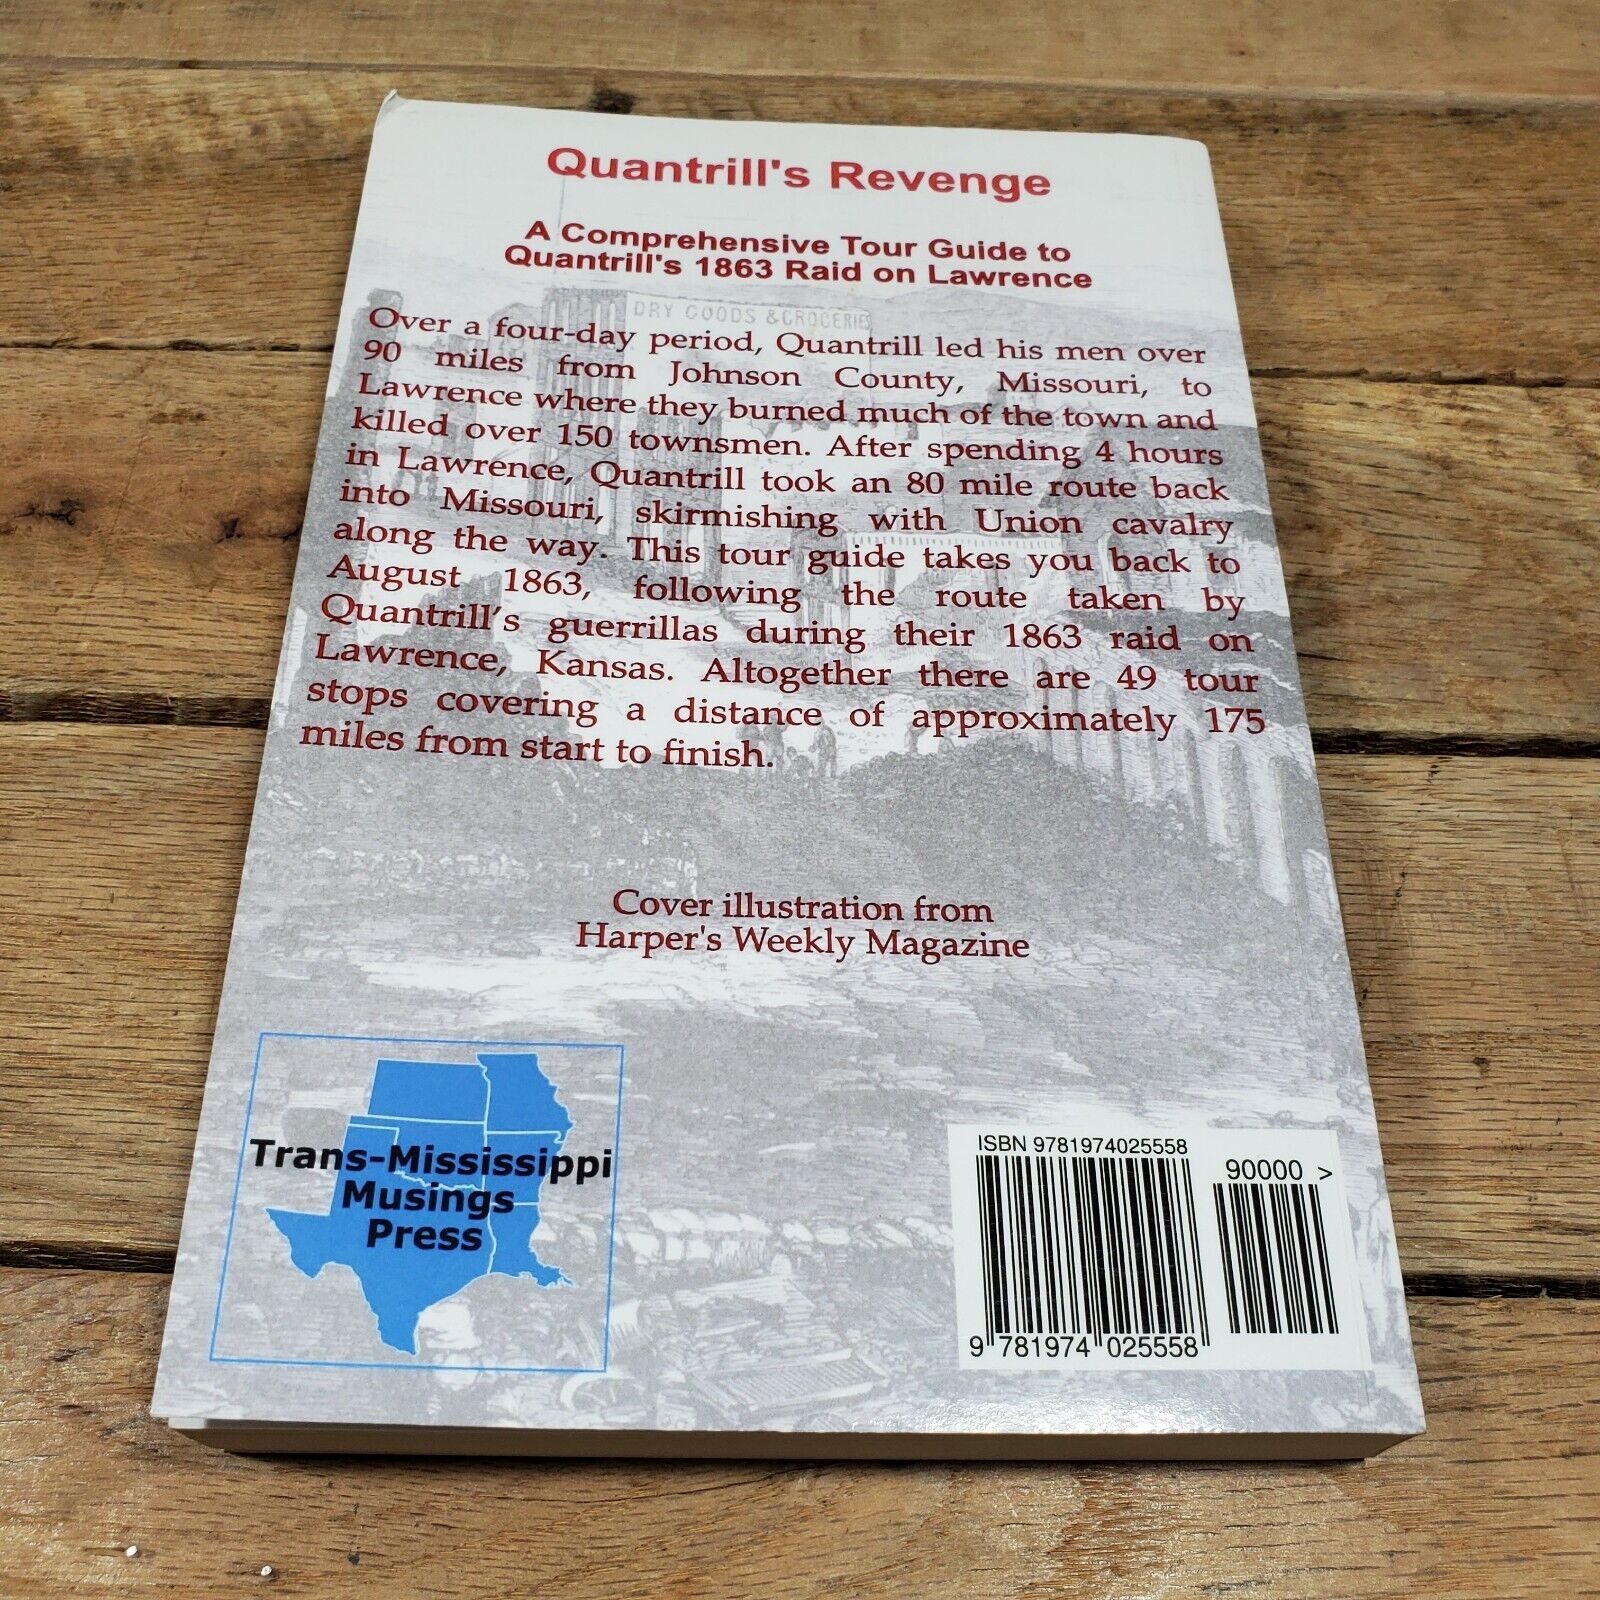 Quantrill's Revenge
A Comprehensive Tour Guide to
Quantrill's 1863 Raid on Lawrence
DRY GOODS & GROCERIES
Over a four-day period, Quantrill led his men over
90 miles from Johnson County, Missouri, to
Lawrence where they burned much of the town and
killed over 150 townsmen. After spending 4 hours
in Lawrence, Quantrill took an 80 mile route back
into Missouri, skirmishing with Union cavalry
along the way. This tour guide takes you back to
August 1863, following the route taken by
Quantrill's guerrillas during their 1863 raid on
Lawrence, Kansas. Altogether there are 49 tour
stops covering a distance of approximately 175
miles from start to finish.
Cover illustration from
Harper's Weekly Magazine
Trans-Mississippi
Musings
Press
ISBN 9781974025558
90000 >
9 781974 025558